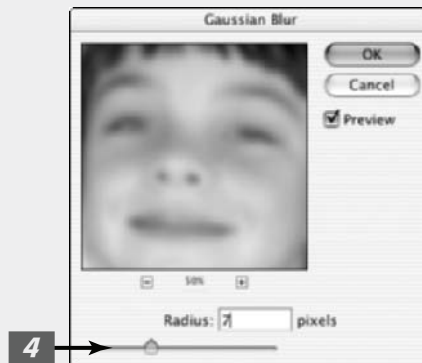 Gaussian Blur
OK
Cancel
Preview
50%
Radius: 7 pixels
4